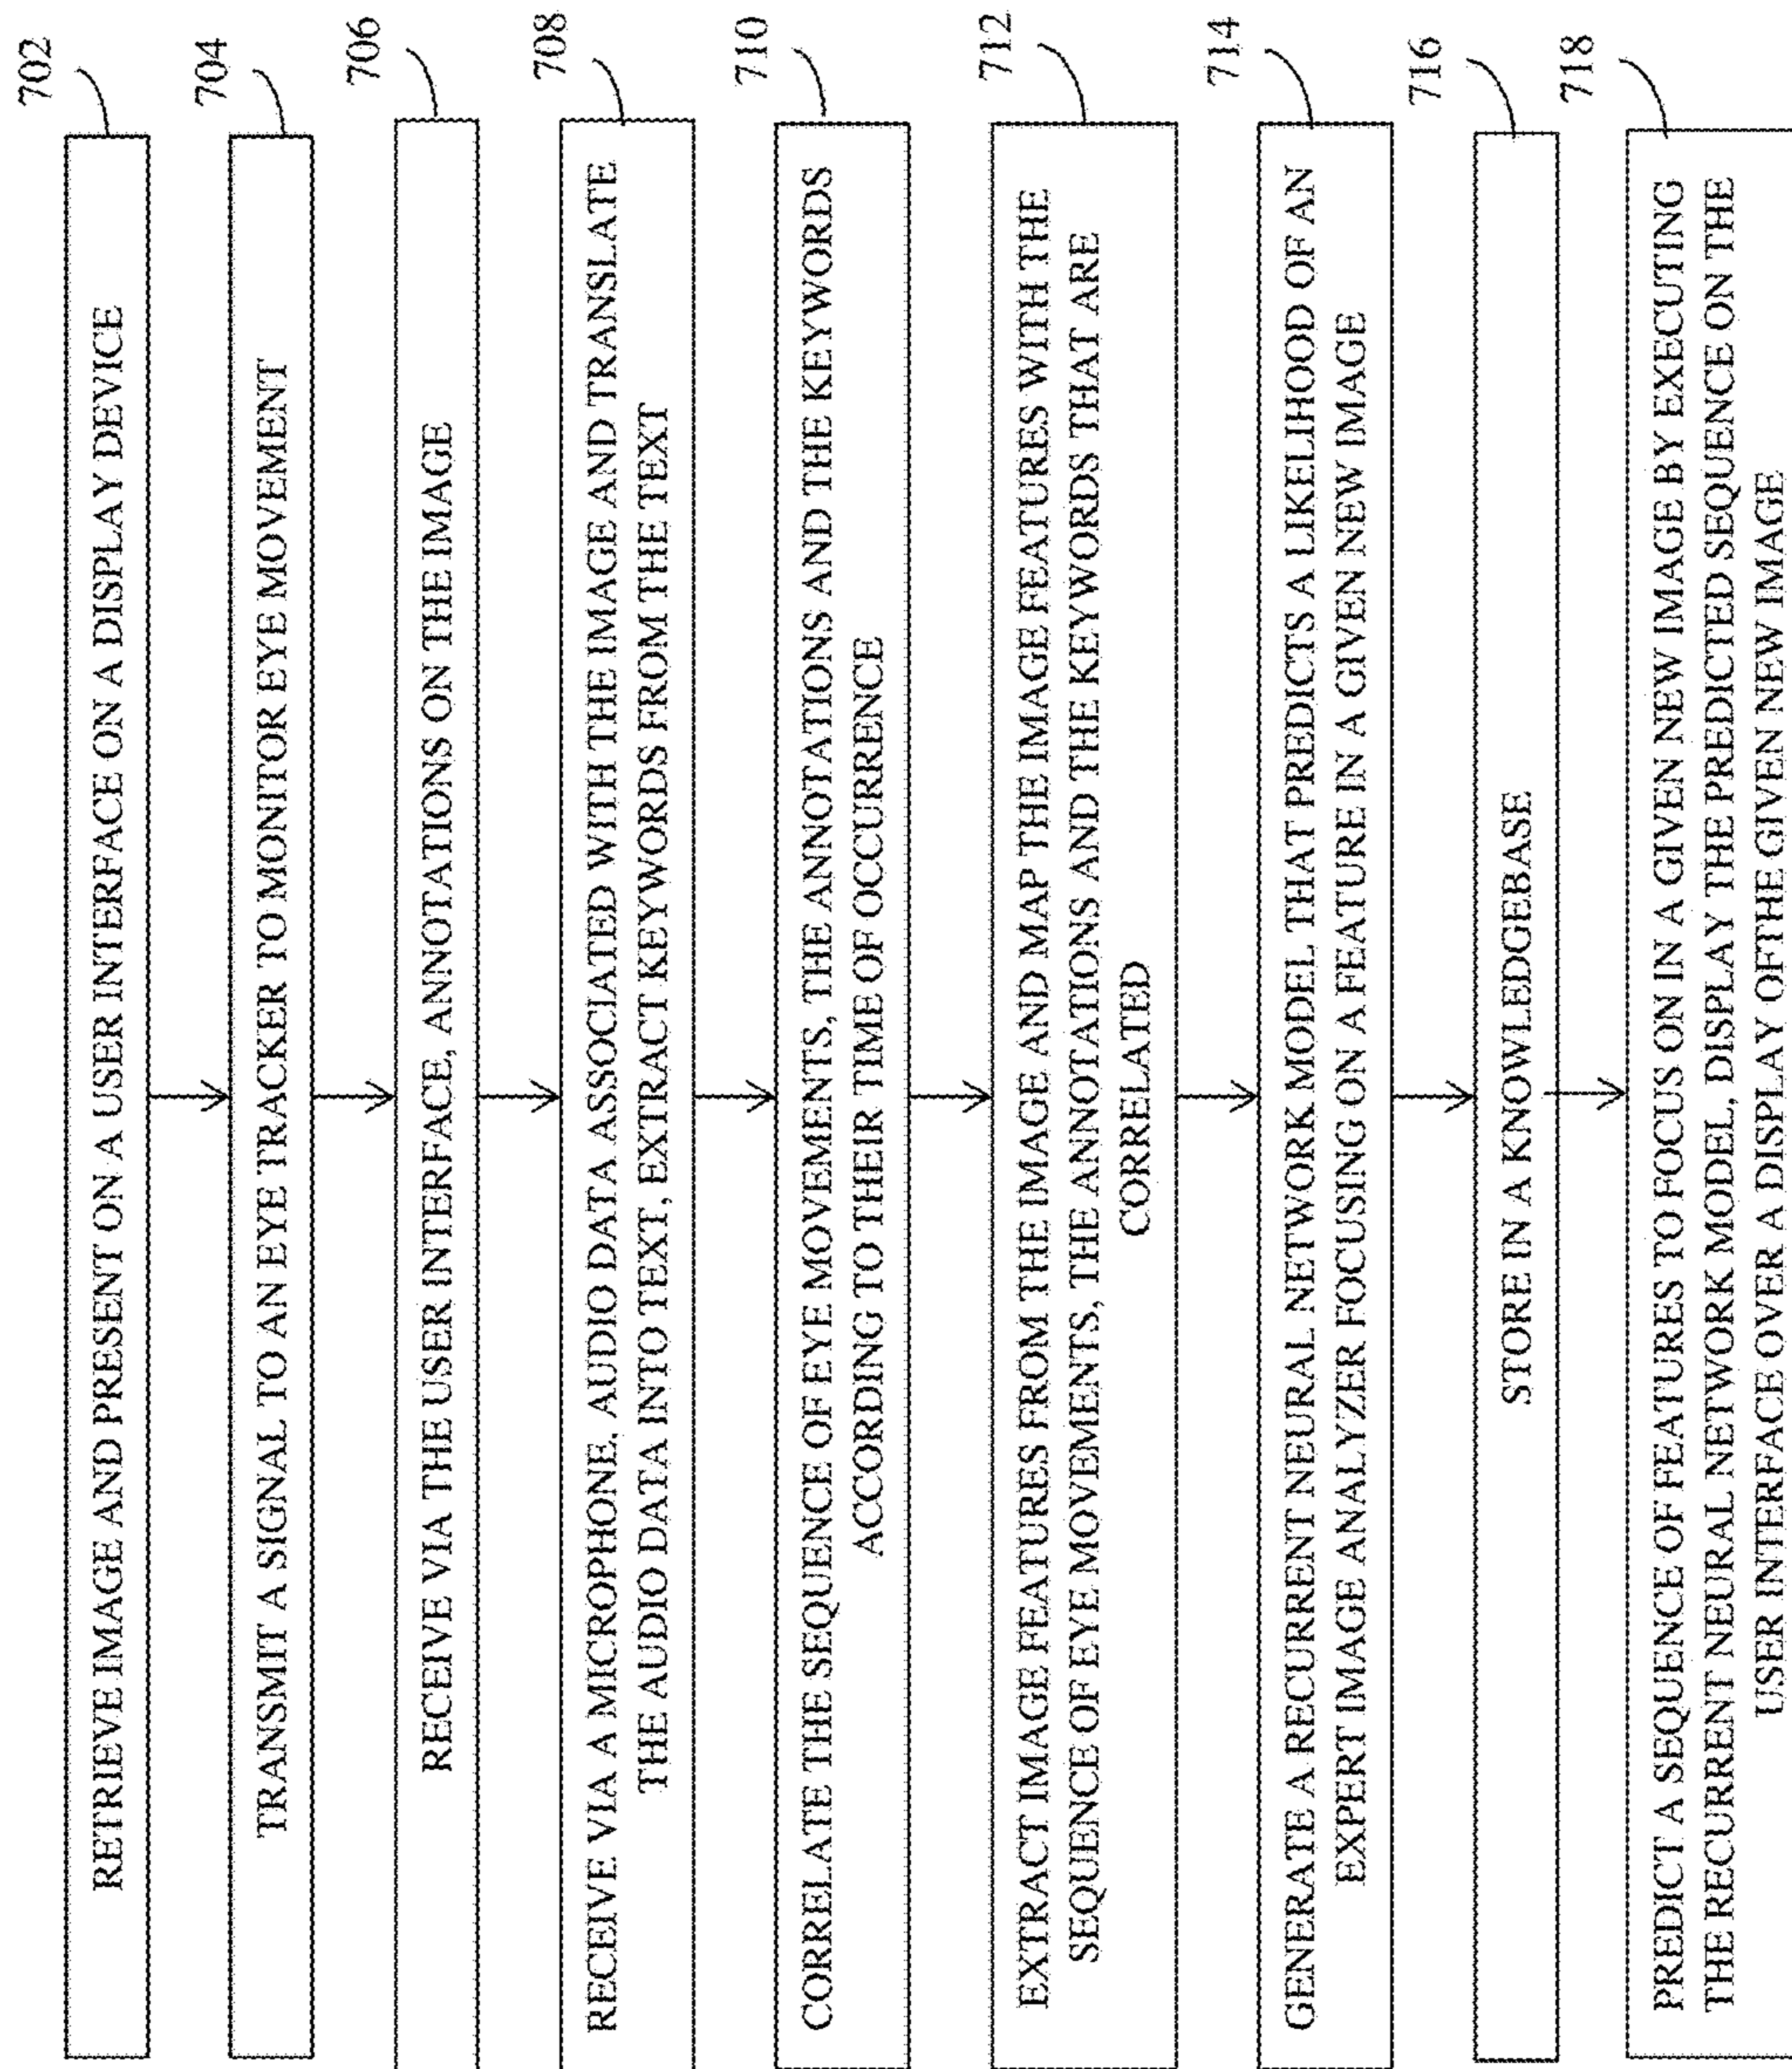 702
RETRIEVE IMAGE AND PRESENT ON A USER INTERFACE ON A DISPLAY DEVICE
704
TRANSMIT A SIGNAL TO AN EYE TRACKER TO MONITOR EYE MOVEMENT
706
RECEIVE VIA THE USER INTERFACE, ANNOTATIONS ON THE IMAGE
708
RECEIVE VIA A MICROPHONE, AUDIO DATA ASSOCIATED WITH THE IMAGE AND TRANSLATE
THE AUDIO DATA INTO TEXT, EXTRACT KEYWORDS FROM THE TEXT
710
CORRELATE THE SEQUENCE OF EYE MOVEMENTS, THE ANNOTATIONS AND THE KEYWORDS
ACCORDING TO THEIR TIME OF OCCURRENCE
712
EXTRACT IMAGE FEATURES FROM THE IMAGE AND MAP THE IMAGE FEATURES WITH THE
SEQUENCE OF EYE MOVEMENTS, THE ANNOTATIONS AND THE KEYWORDS THAT ARE
CORRELATED
714
GENERATE A RECURRENT NEURAL NETWORK MODEL THAT PREDICTS A LIKELIHOOD OF AN
EXPERT IMAGE ANALYZER FOCUSING ON A FEATURE IN A GIVEN NEW IMAGE
716
STORE IN A KNOWLEDGEBASE
718
PREDICT A SEQUENCE OF FEATURES TO FOCUS ON IN A GIVEN NEW IMAGE BY EXECUTING
THE RECURRENT NEURAL NETWORK MODEL, DISPLAY THE PREDICTED SEQUENCE ON THE
USER INTERFACE OVER A DISPLAY OFTHE GIVEN NEW IMAGE